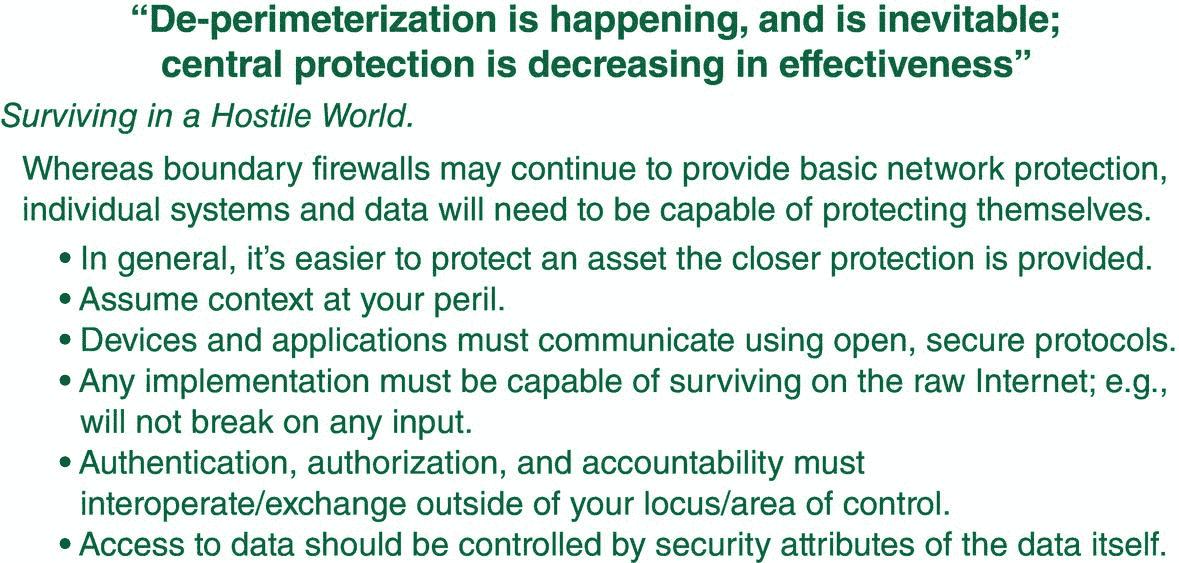 “De-perimeterization is happening, and is inevitable;
central protection is decreasing in effectiveness”
Surviving in a Hostile World.
Whereas boundary firewalls may continue to provide basic network protection,
individual systems and data will need to be capable of protecting themselves.
• In general, it’s easier to protect an asset the closer protection is provided.
• Assume context at your peril.
• Devices and applications must communicate using open, secure protocols.
• Any implementation must be capable of surviving on the raw Internet; e.g.,
will not break on any input.
• Authentication, authorization, and accountability must
interoperate/exchange outside of your locus/area of control.
• Access to data should be controlled by security attributes of the data itself.